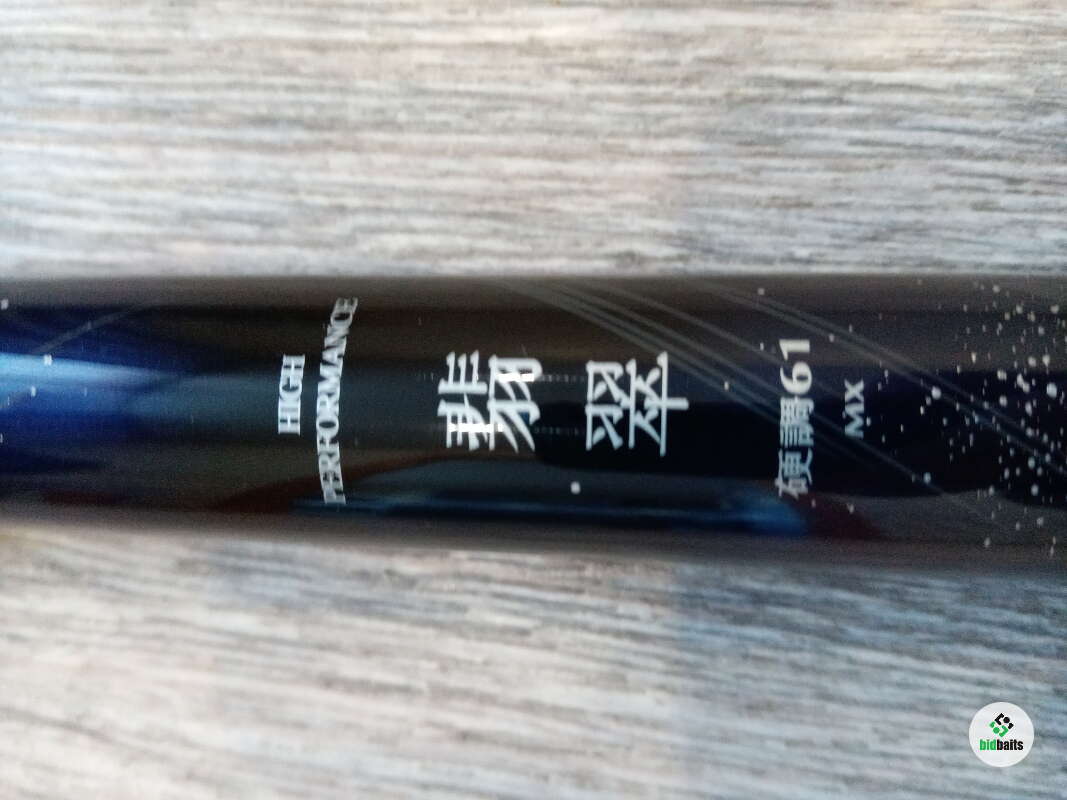 HIGH
PERFORMANCE
翡翠
硬調61
MX
bidbaits